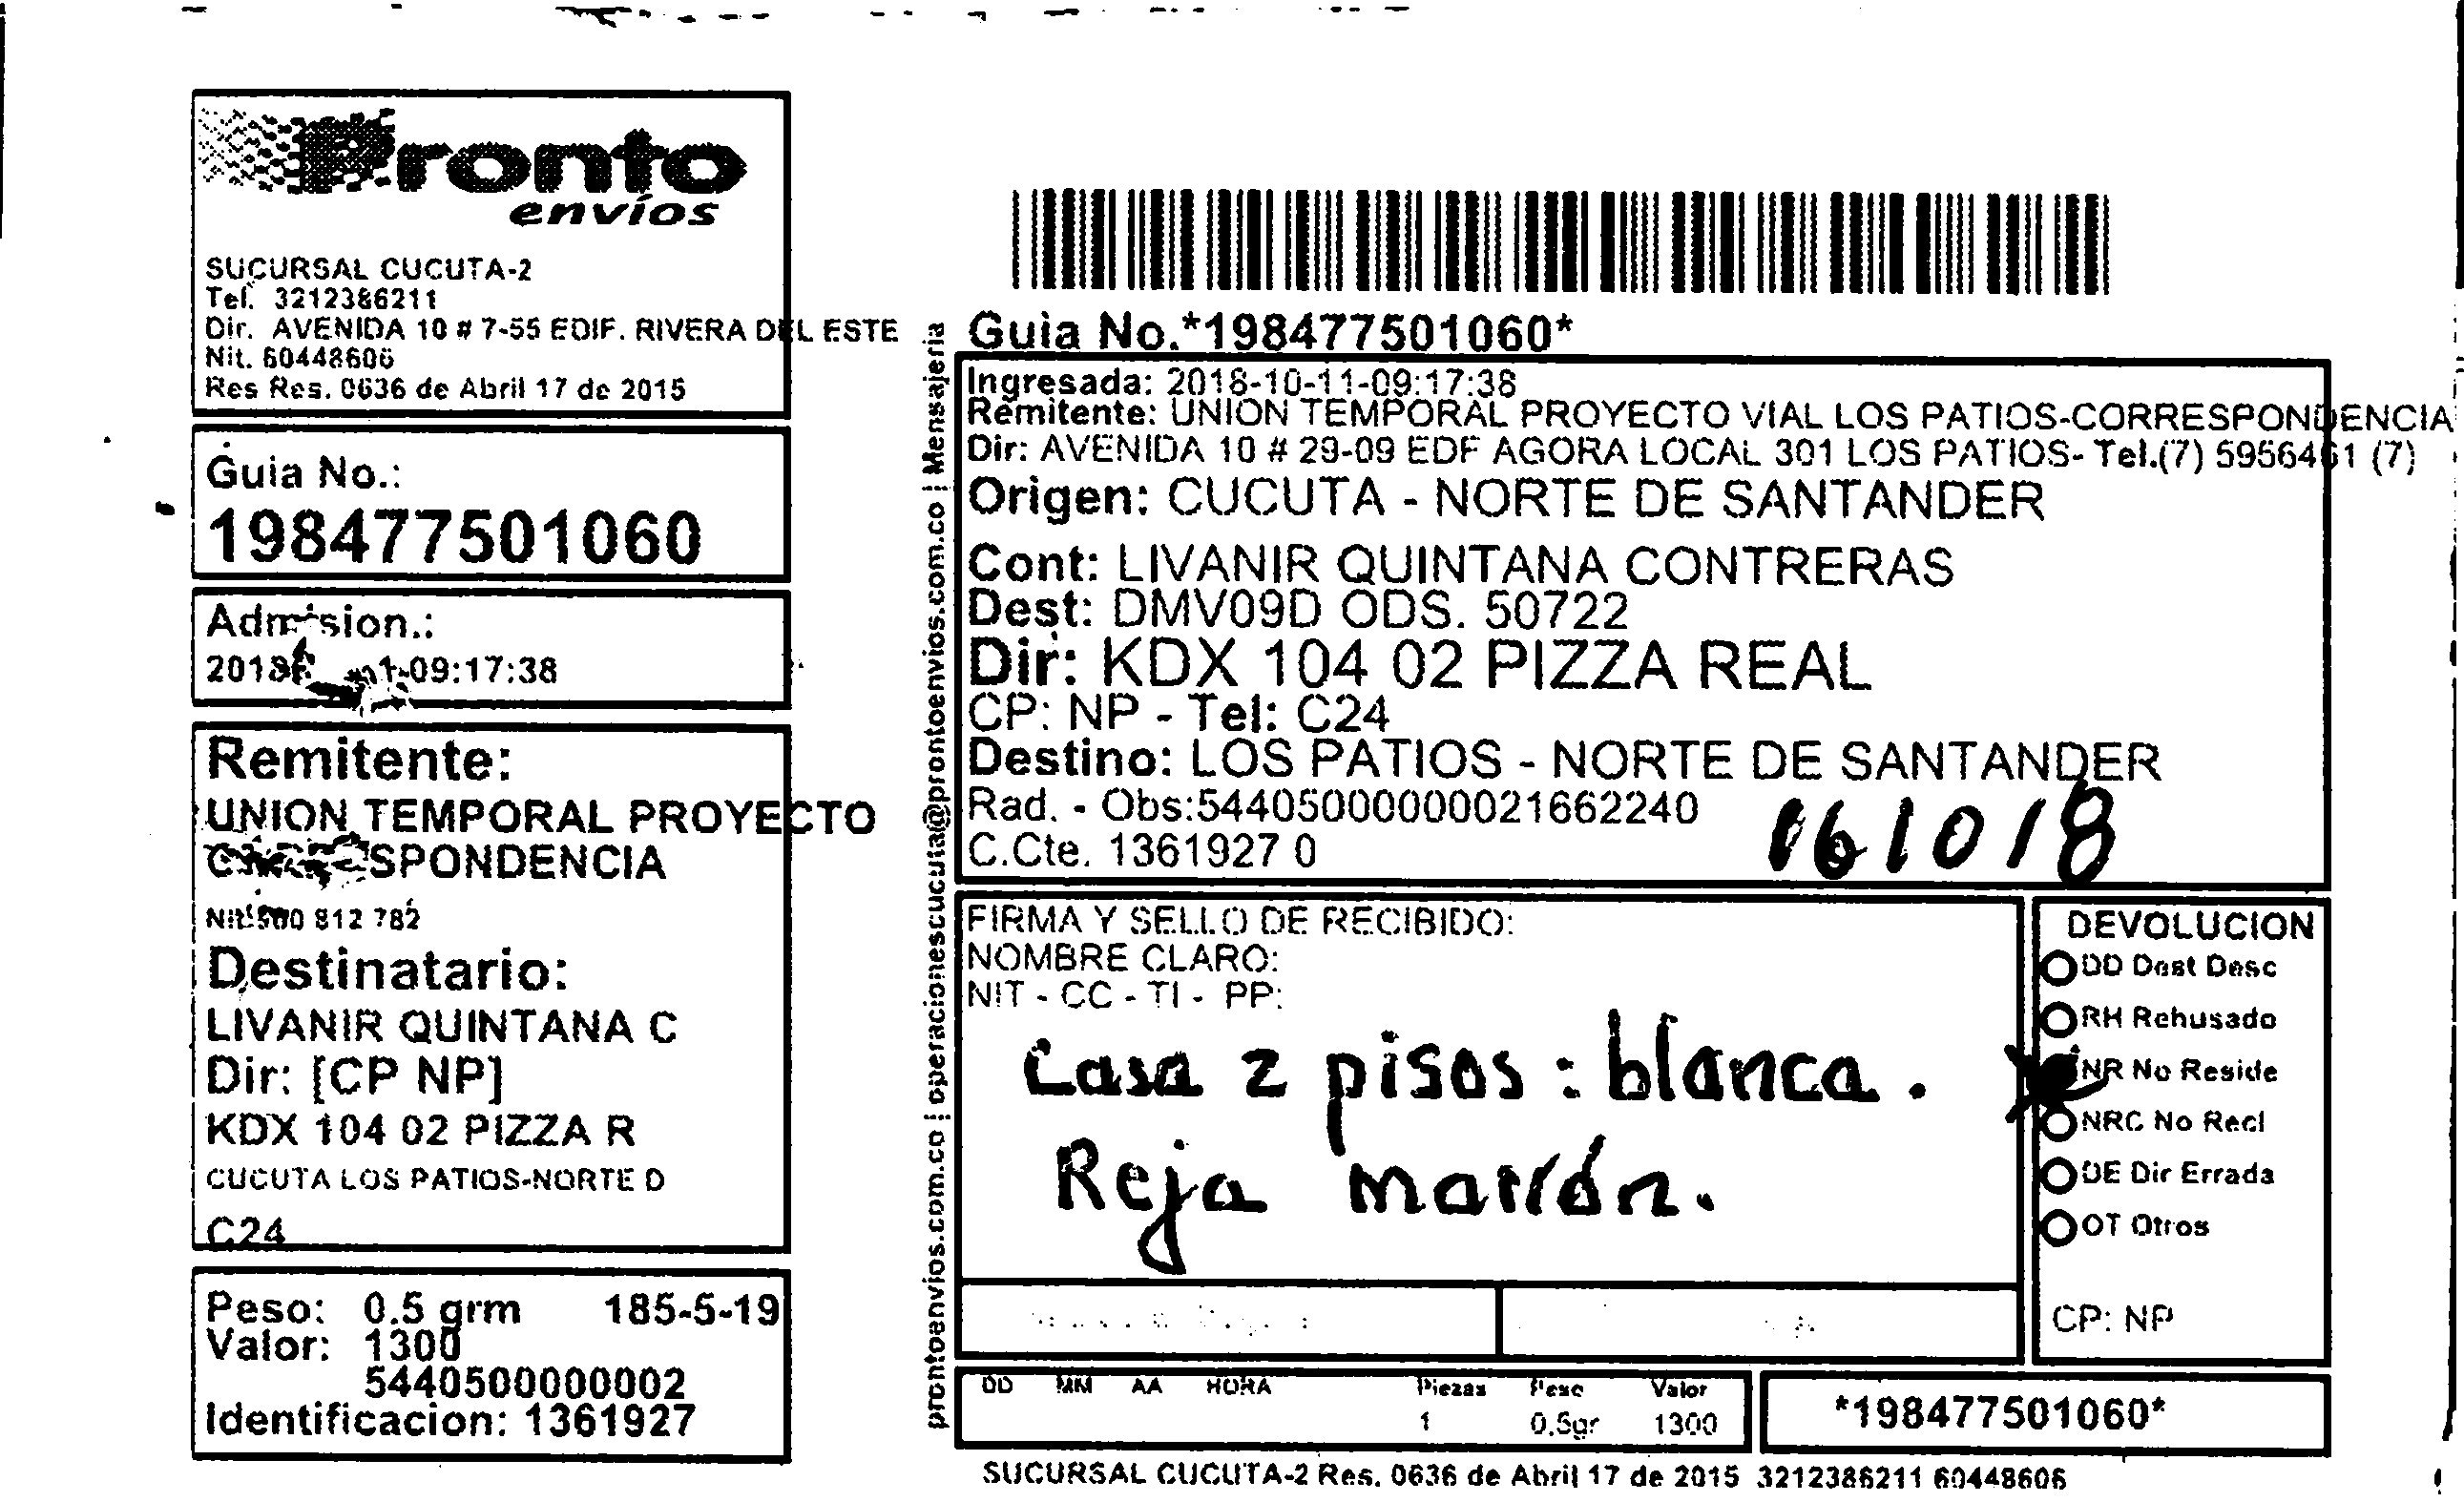 Pronto
envíos
SUCURSAL CUCUTA-2
Tel. 3212386211
Dir. AVENIDA 10 # 7-55 EDIF. RIVERA DEL ESTE
Nit. 60448606
Res Res. 0636 de Abril 17 de 2015
Guia No.:
198477501060
Admision.:
09:17:38
Remitente:
UNION TEMPORAL PROYECTO
Nit 812 782
Destinatario:
LIVANIR QUINTANA C
Dir: [CP NP]
KDX 104 02 PIZZA R
CUCUTA LOS PATIOS-NORTE D
C24
Peso: 0.5 grm 185-5-19
Valor: 1300
5440500000002
Identificacion: 1361927
prontoenvios.com.co | operacionescucuta@prontoenvios.com.co | Mensajeria
Guia No.*198477501060*
Ingresada: 2018-10-11-09:17:38
Remitente: UNION TEMPORAL PROYECTO VIAL LOS PATIOS-CORRESPONDENCIA
Dir: AVENIDA 10 # 29-09 EDF AGORA LOCAL 301 LOS PATIOS- Tel.(7) 5956461 (7)
Origen: CUCUTA - NORTE DE SANTANDER
Cont: LIVANIR QUINTANA CONTRERAS
Dest: DMV09D ODS. 50722
Dir: KDX 104 02 PIZZA REAL
CP: NP - Tel: C24
Destino: LOS PATIOS - NORTE DE SANTANDER
Rad. - Obs:544050000000021662240
C.Cte. 1361927 0
161018
FIRMA Y SELLO DE RECIBIDO:
NOMBRE CLARO:
NIT - CC - TI - PP:
Casa 2 pisos : blanca .
Reja marrón.
DEVOLUCION
DD Dest Desc
RH Rehusado
NR No Reside
NRC No Recl
DE Dir Errada
OT Otros
CP: NP
DD MM AA HORA Piezas Peso Valor
1 0.5gr 1300
*198477501060*
SUCURSAL CUCUTA-2 Res. 0636 de Abril 17 de 2015 3212386211 60448606